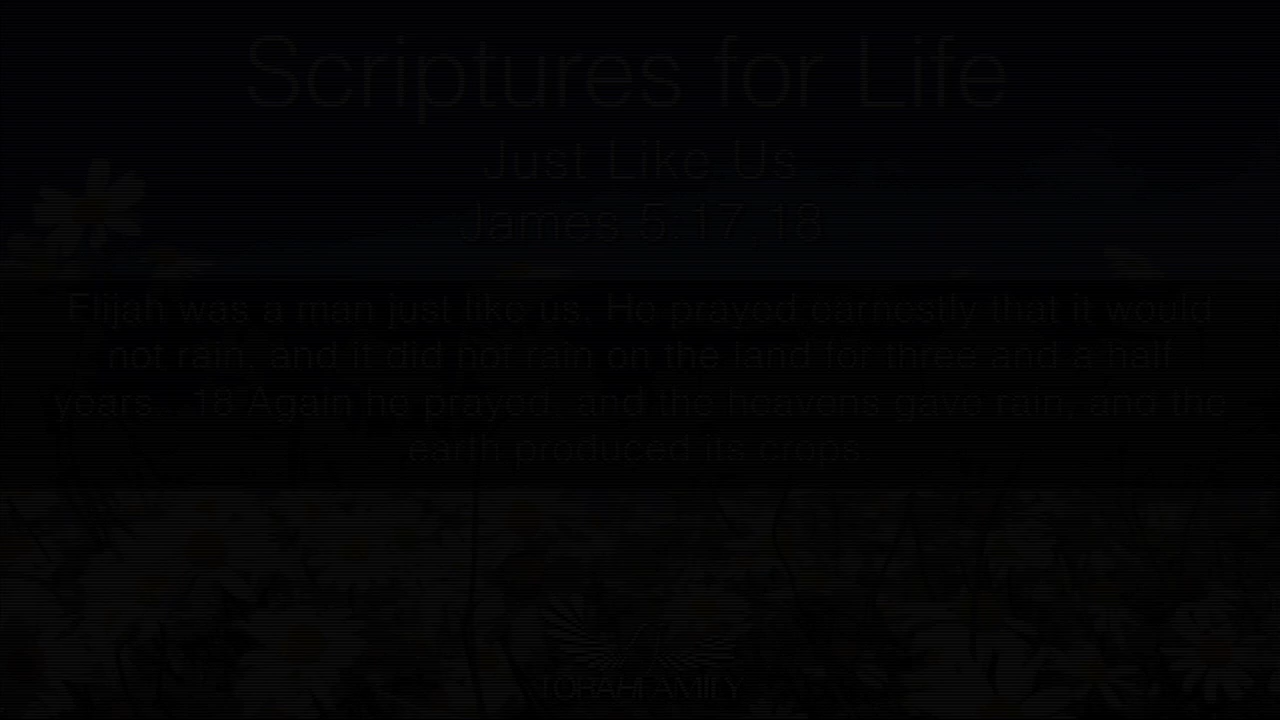 Scriptures for Life
Just Like Us
James 5:17,18
Elijah was a man just like us. He prayed earnestly that it would
not rain, and it did not rain on the land for three and a half
years. 18 Again he prayed, and the heavens gave rain, and the
earth produced its crops.
TORAH FAMILY